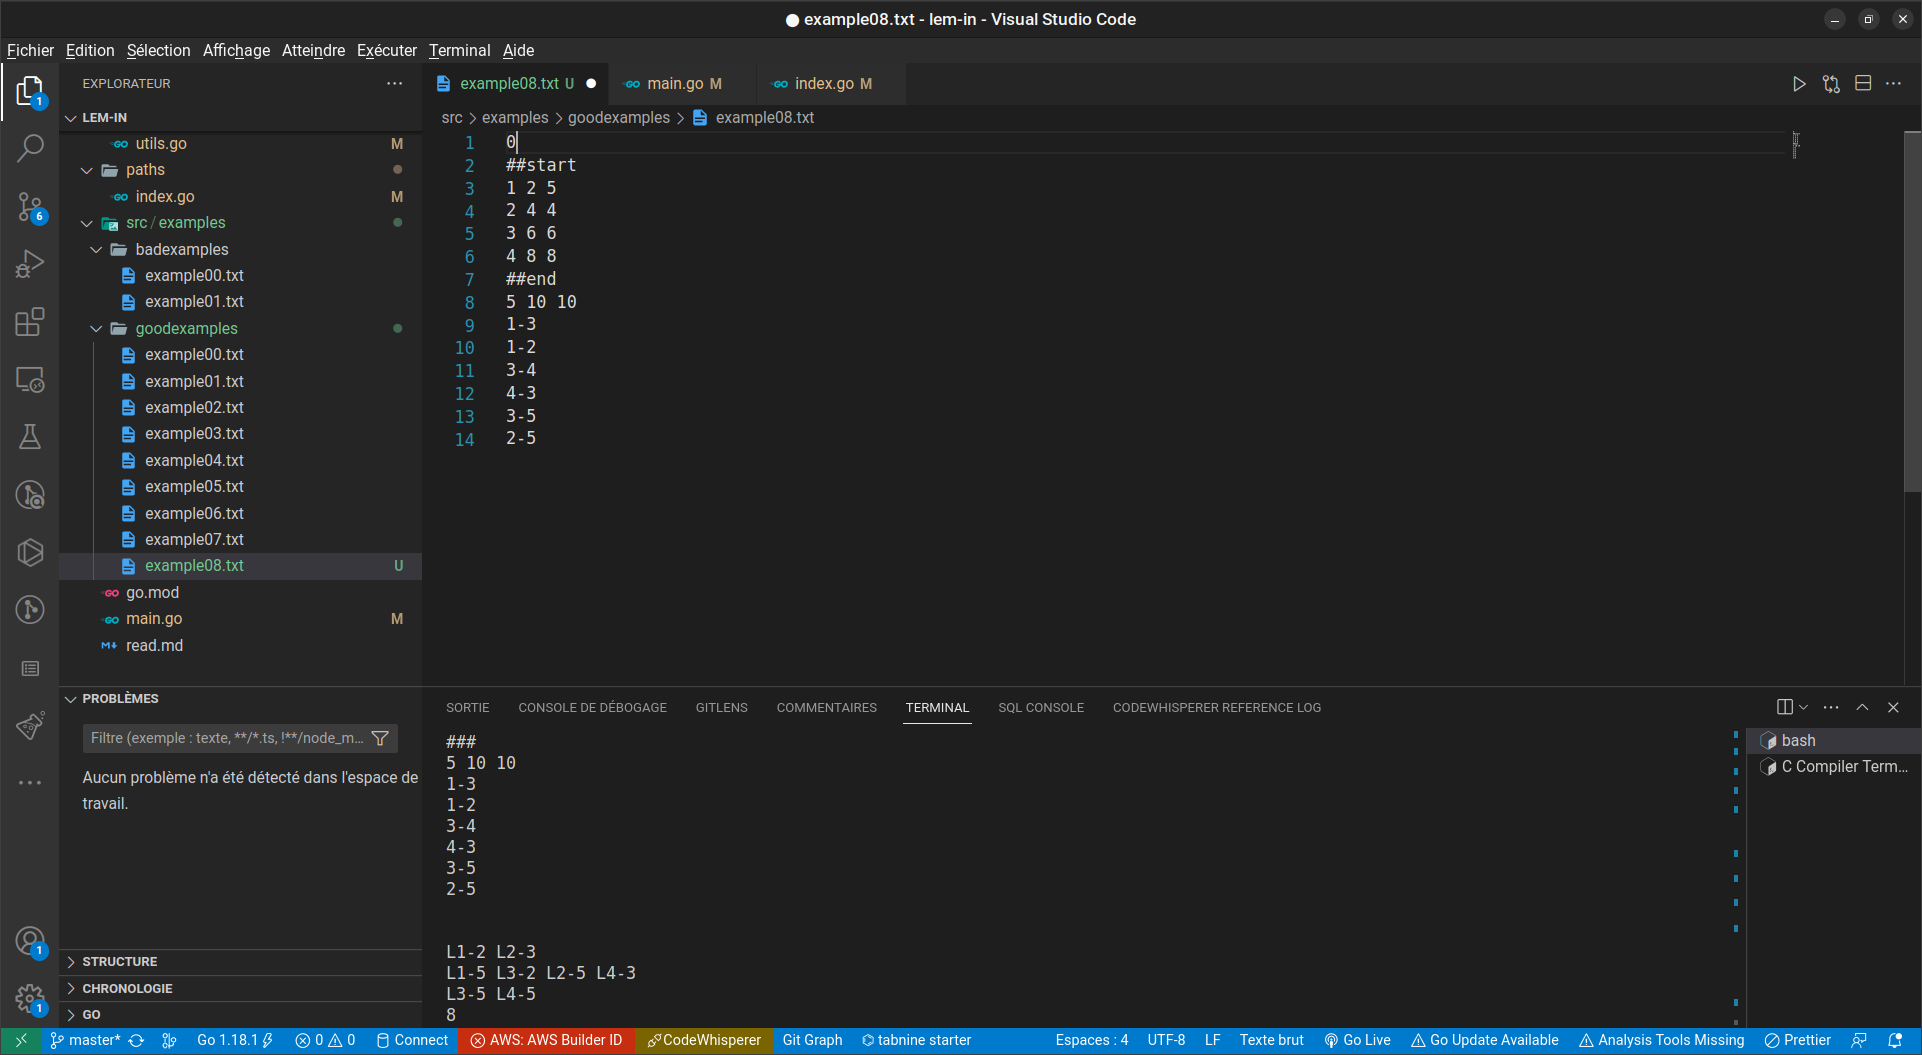 example08.txt - lem-in - Visual Studio Code
Fichier Edition Sélection Affichage Atteindre Exécuter Terminal Aide
EXPLORATEUR
LEM-IN
utils.go M
paths
index.go M
src / examples
badexamples
example00.txt
example01.txt
goodexamples
example00.txt
example01.txt
example02.txt
example03.txt
example04.txt
example05.txt
example06.txt
example07.txt
example08.txt U
go.mod
main.go M
read.md
1
6
PROBLÈMES
Filtre (exemple : texte, **/*.ts, !**/node_m...
Aucun problème n'a été détecté dans l'espace de
travail.
STRUCTURE
CHRONOLOGIE
GO
1
1
example08.txt U main.go M index.go M
src > examples > goodexamples > example08.txt
1 0
2 ##start
3 1 2 5
4 2 4 4
5 3 6 6
6 4 8 8
7 ##end
8 5 10 10
9 1-3
10 1-2
11 3-4
12 4-3
13 3-5
14 2-5
SORTIE CONSOLE DE DÉBOGAGE GITLENS COMMENTAIRES TERMINAL SQL CONSOLE CODEWHISPERER REFERENCE LOG
###
5 10 10
1-3
1-2
3-4
4-3
3-5
2-5
L1-2 L2-3
L1-5 L3-2 L2-5 L4-3
L3-5 L4-5
8
bash
C Compiler Term...
master* Go 1.18.1 0 0 Connect AWS: AWS Builder ID CodeWhisperer Git Graph tabnine starter Espaces : 4 UTF-8 LF Texte brut Go Live Go Update Available Analysis Tools Missing Prettier